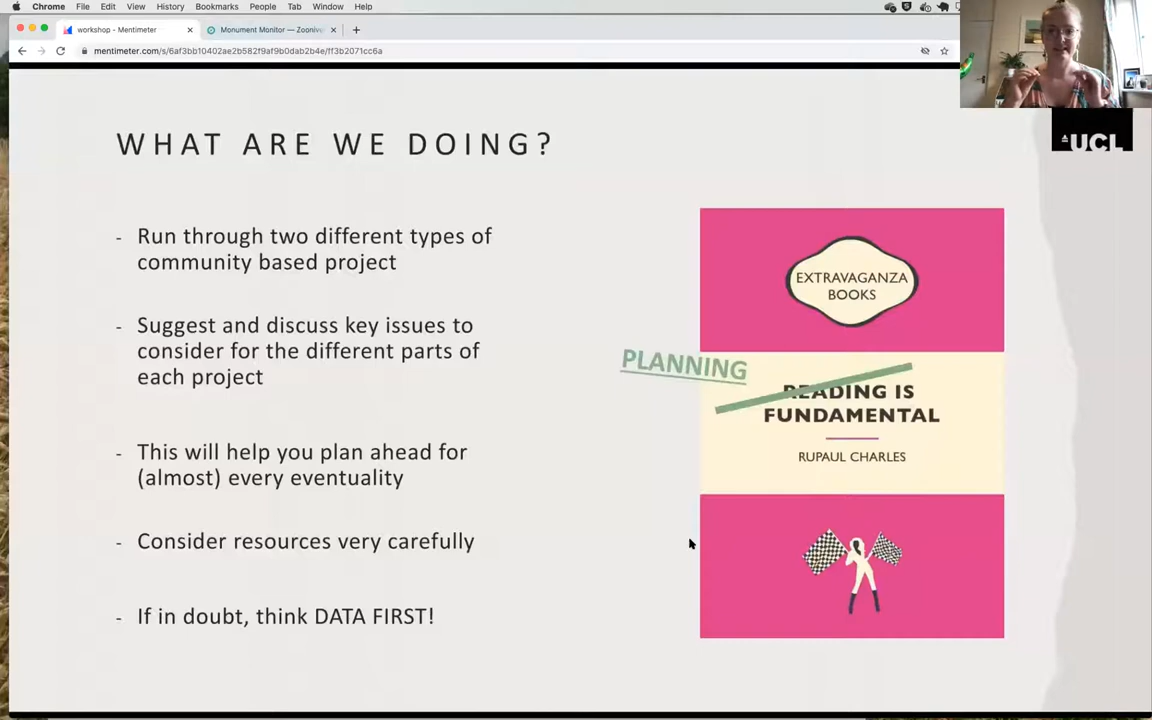 Chrome File Edit View History Bookmarks People Tab Window Help
workshop - Mentimeter
Monument Monitor — Zooniv
mentimeter.com/s/6af3bb10402ae2b582f9af9b0dab2b4e/ff3b2071cc6a
UCL
WHAT ARE WE DOING?
- Run through two different types of
community based project
- Suggest and discuss key issues to
consider for the different parts of
each project
- This will help you plan ahead for
(almost) every eventuality
- Consider resources very carefully
- If in doubt, think DATA FIRST!
EXTRAVAGANZA
BOOKS
PLANNING
READING IS
FUNDAMENTAL
RUPAUL CHARLES